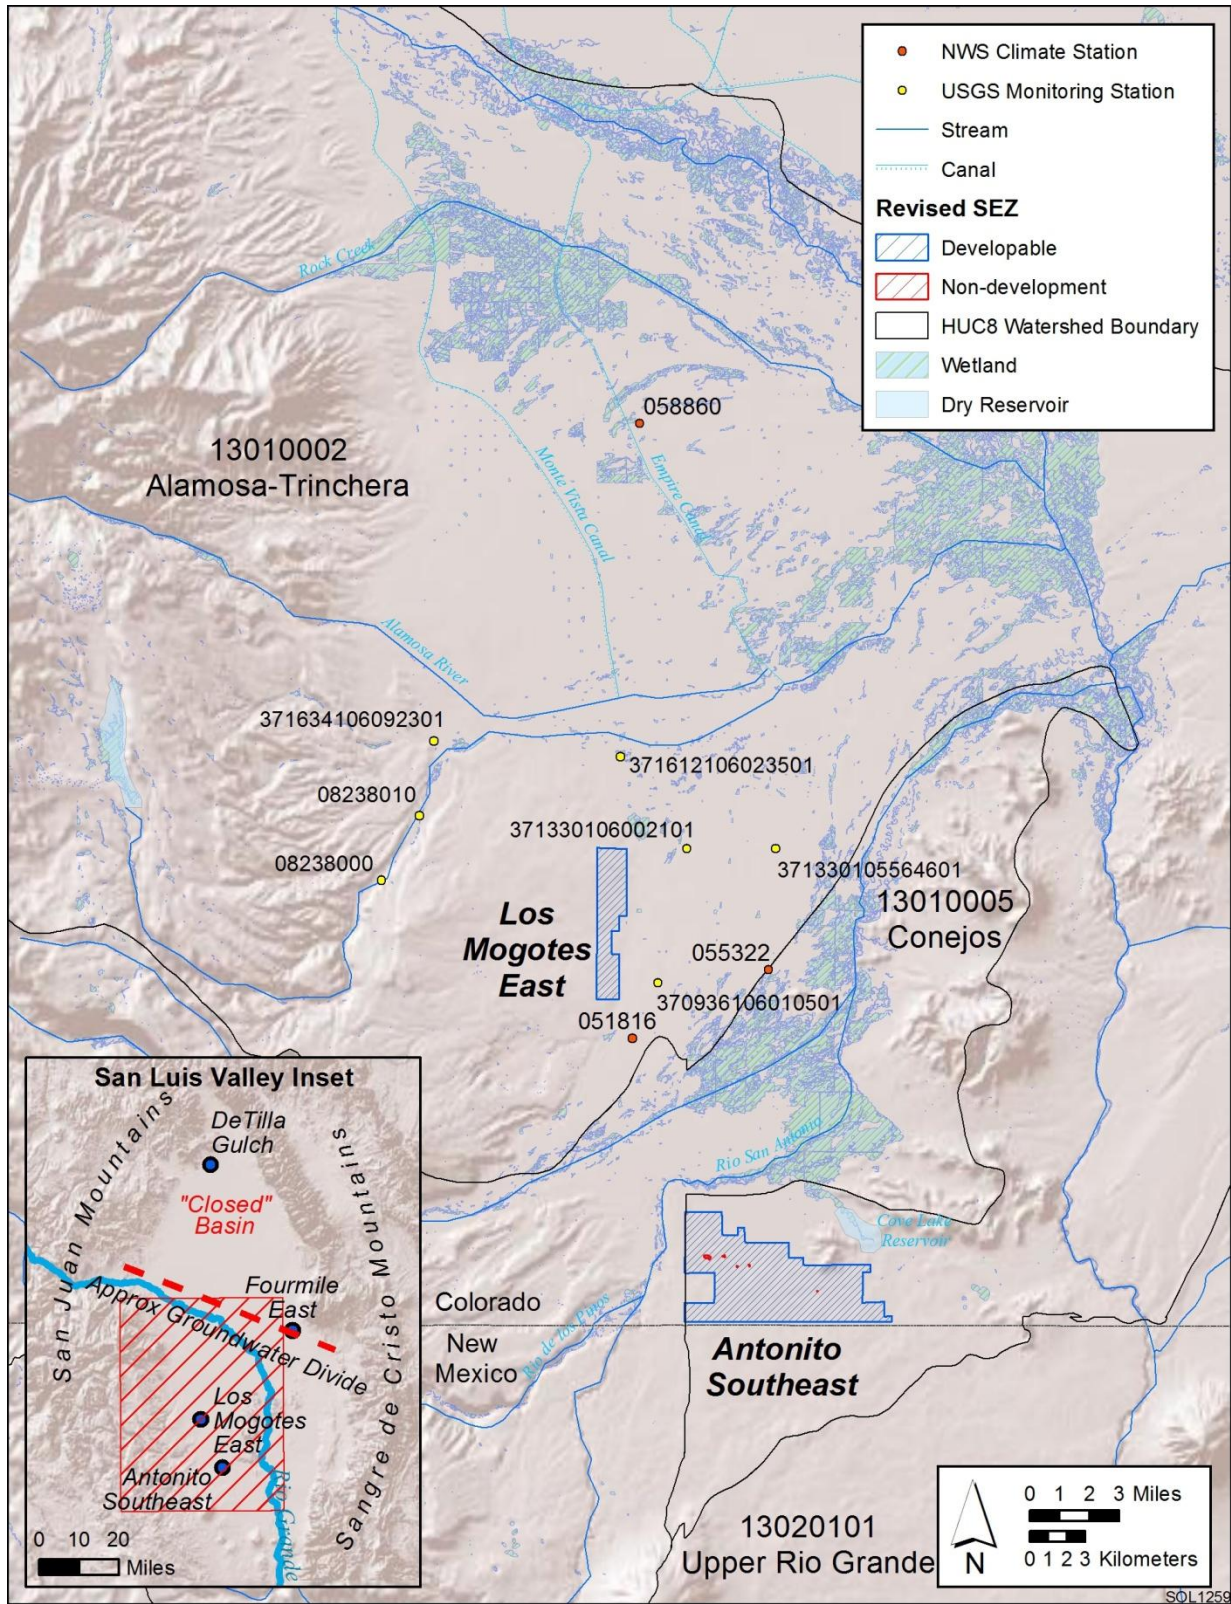 NWS Climate Station
USGS Monitoring Station
Stream
Canal
Revised SEZ
Developable
Non-development
HUC8 Watershed Boundary
Wetland
Dry Reservoir
Rock Creek
058860
13010002
Alamosa-Trinchera
Monte Vista Canal
Empire Canal
Alamosa River
371634106092301
371612106023501
08238010
371330106002101
08238000
371330105564601
13010005
Conejos
Los
Mogotes
East
055322
370936106010501
051816
Rio San Antonio
Cove Lake
Reservoir
Colorado
New
Mexico
Rio de los Pinos
Antonito
Southeast
13020101
Upper Rio Grande
San Luis Valley Inset
San Juan Mountains
DeTilla
Gulch
"Closed"
Basin
Sangre de Cristo Mountains
Fourmile
East
Approx Groundwater Divide
Los
Mogotes
East
Antonito
Southeast
Rio Grande
0 10 20
Miles
N
0 1 2 3 Miles
0 1 2 3 Kilometers
SOL1259